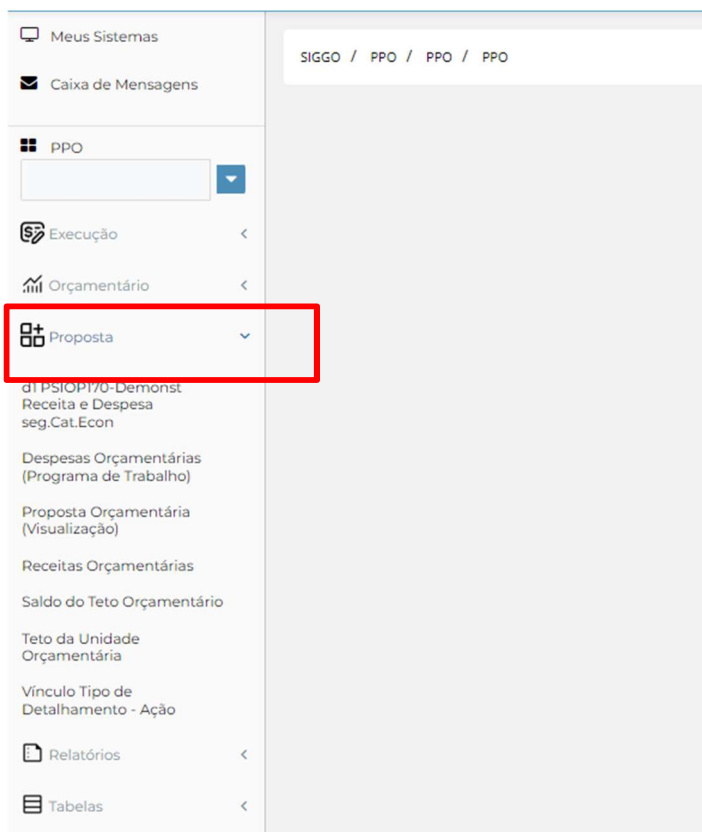 Meus Sistemas
SIGGO / PPO / PPO / PPO
Caixa de Mensagens
PPO
Execução
Orçamentário
Proposta
d1PSIOP170-Demonst
Receita e Despesa
seg.Cat.Econ
Despesas Orçamentárias
(Programa de Trabalho)
Proposta Orçamentária
(Visualização)
Receitas Orçamentárias
Saldo do Teto Orçamentário
Teto da Unidade
Orçamentária
Vínculo Tipo de
Detalhamento - Ação
Relatórios
Tabelas